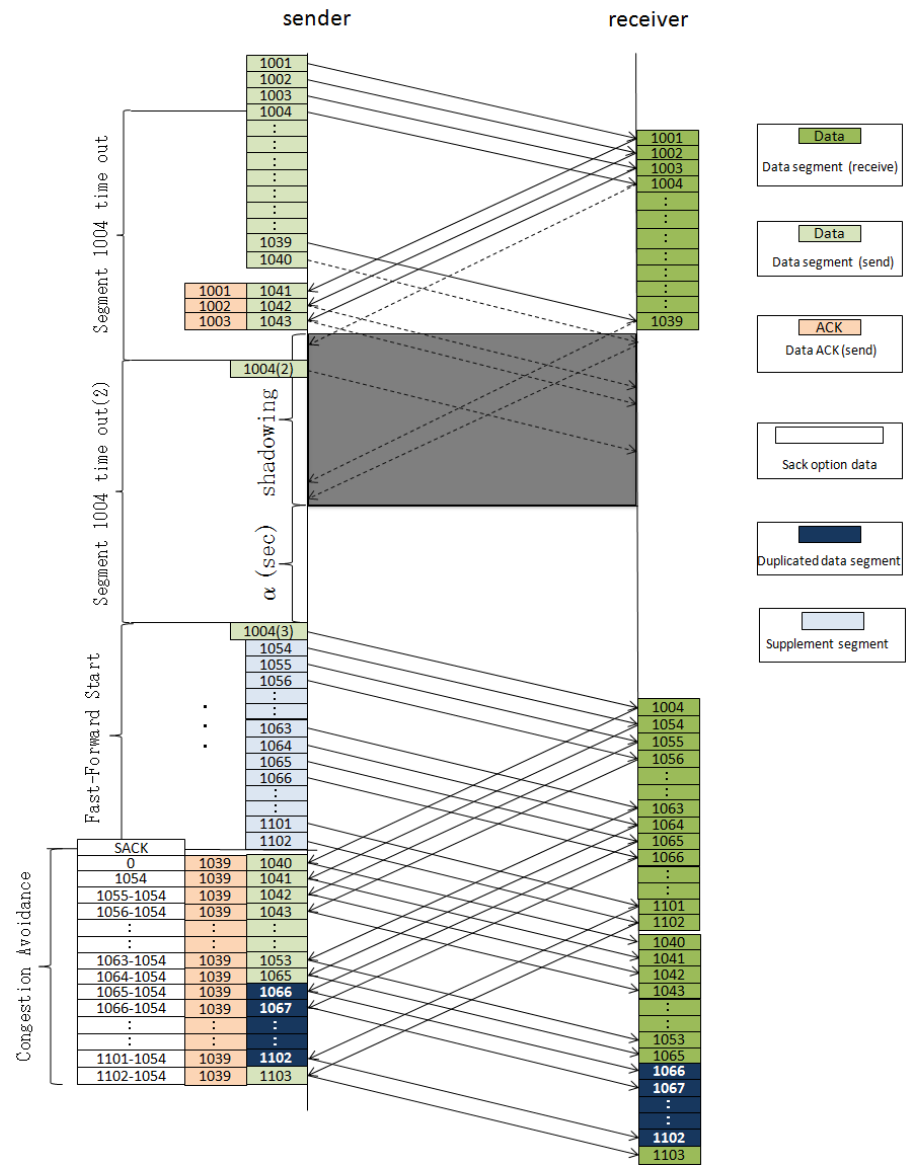 sender
receiver
1001
1002
1003
1004
:
:
:
:
:
:
:
1039
1040
1001 1041
1002 1042
1003 1043
1004(2)
Segment 1004 time out
Segment 1004 time out(2)
shadowing
α (sec)
1001
1002
1003
1004
:
:
:
:
:
:
:
:
1039
Data
Data segment (receive)
Data
Data segment (send)
ACK
Data ACK (send)
Sack option data
Duplicated data segment
Supplement segment
Fast-Forward Start
1004(3)
1054
1055
1056
:
:
1063
1064
1065
1066
:
:
1101
1102
1004
1054
1055
1056
:
:
1063
1064
1065
1066
:
:
1101
1102
Congestion Avoidance
SACK
0 1039 1040
1054 1039 1041
1055-1054 1039 1042
1056-1054 1039 1043
: : :
: : :
1063-1054 1039 1053
1064-1054 1039 1065
1065-1054 1039 1066
1066-1054 1039 1067
: : :
: : :
1101-1054 1039 1102
1102-1054 1039 1103
1040
1041
1042
1043
:
:
1053
1065
1066
1067
:
:
1102
1103